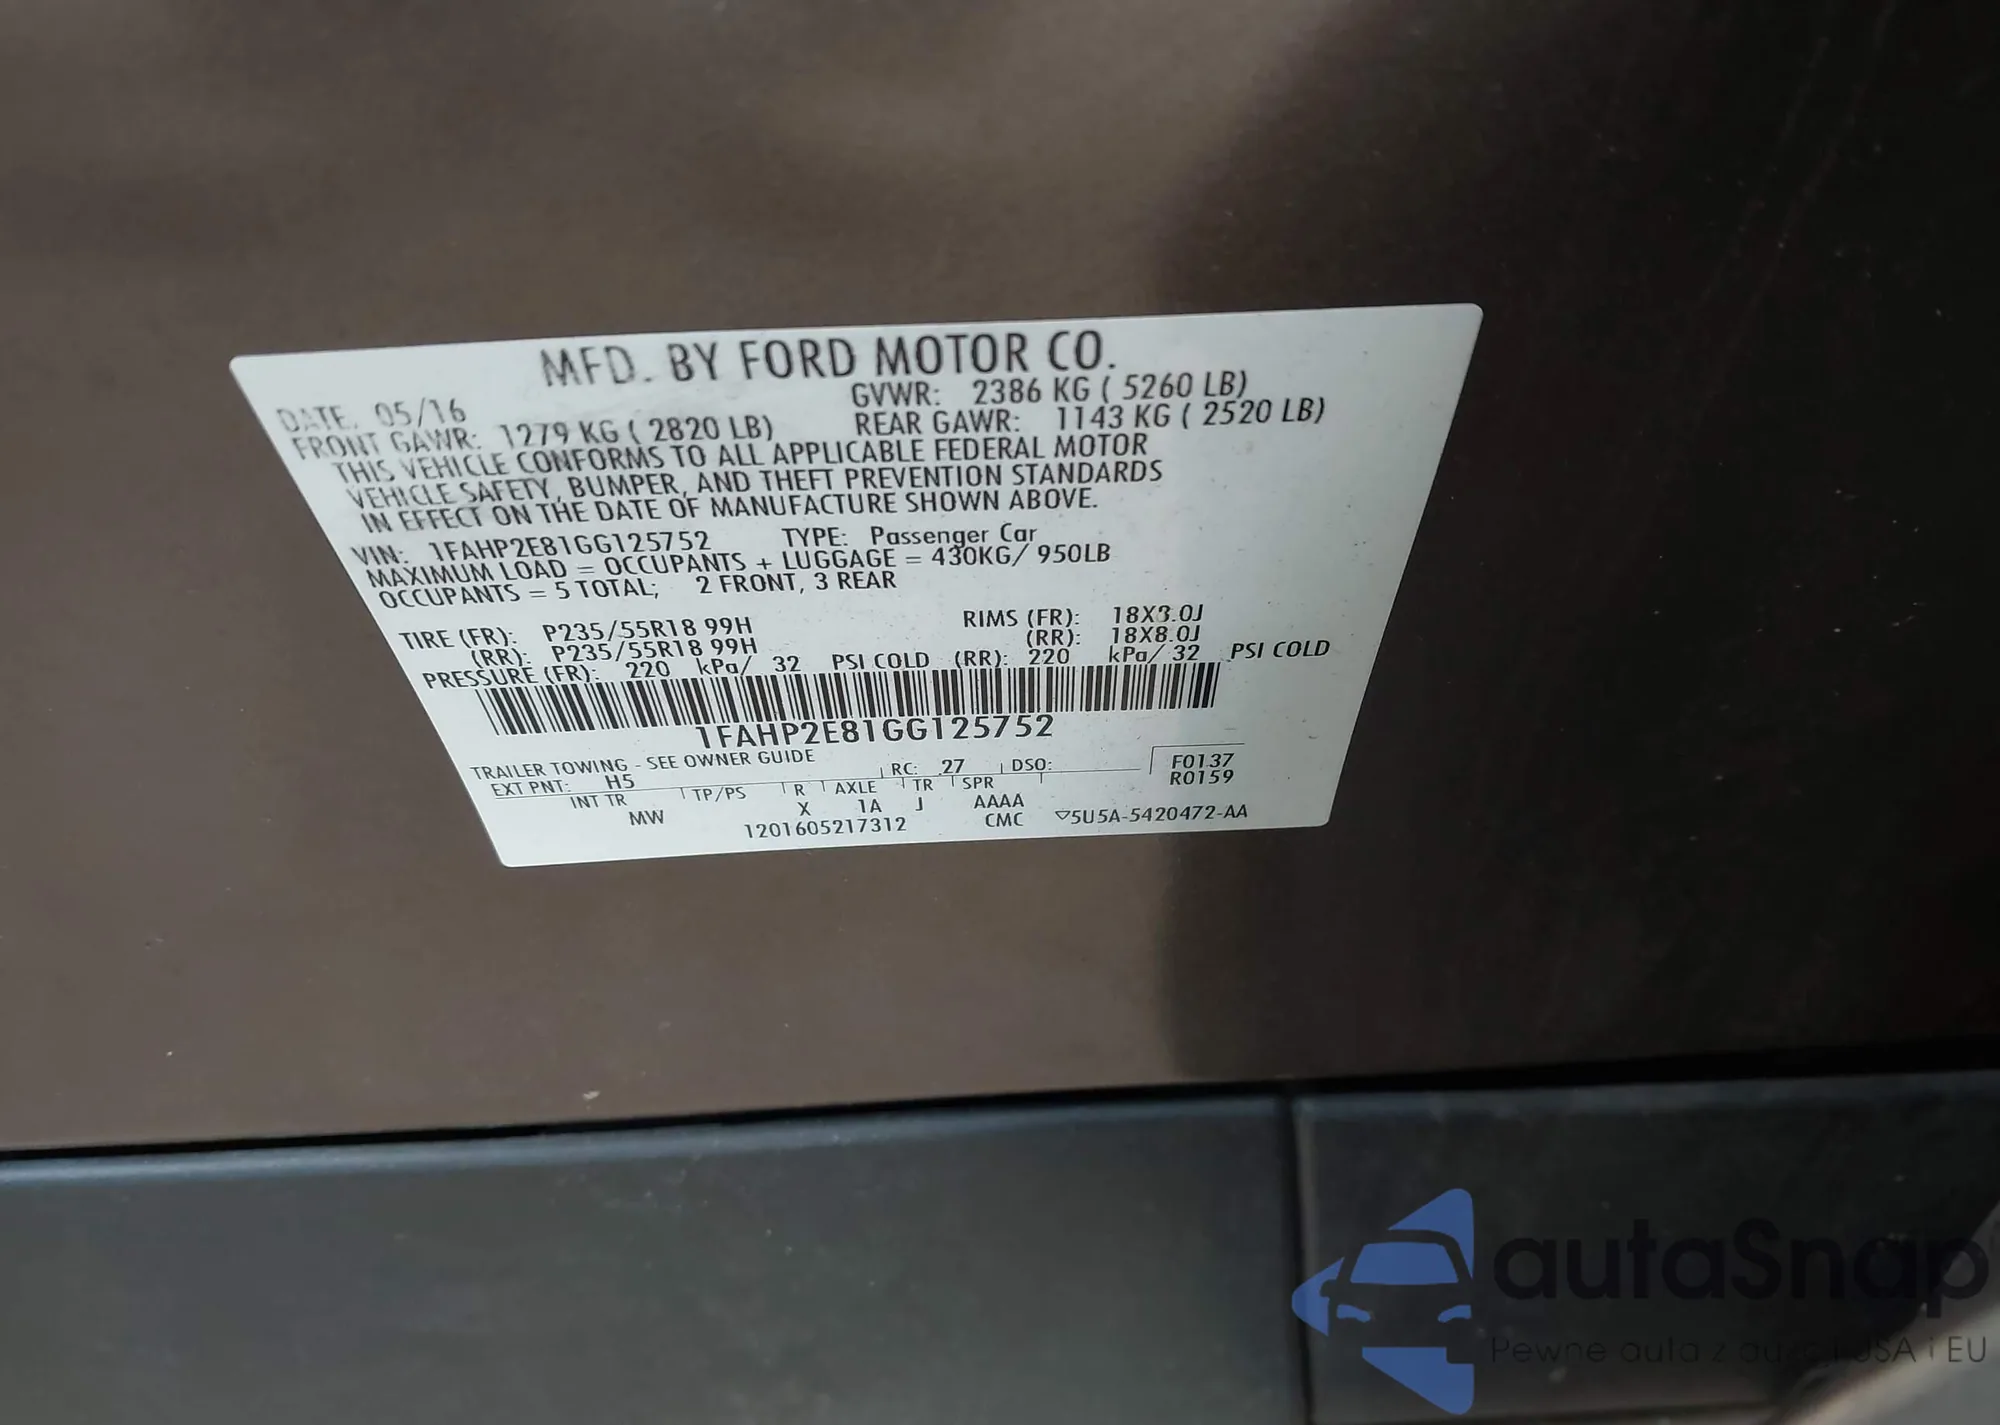 MFD. BY FORD MOTOR CO.
DATE. 05/16 GVWR: 2386 KG ( 5260 LB)
FRONT GAWR: 1279 KG ( 2820 LB) REAR GAWR: 1143 KG ( 2520 LB)
THIS VEHICLE CONFORMS TO ALL APPLICABLE FEDERAL MOTOR
VEHICLE SAFETY, BUMPER, AND THEFT PREVENTION STANDARDS
IN EFFECT ON THE DATE OF MANUFACTURE SHOWN ABOVE.
VIN: 1FAHP2E81GG125752 TYPE: Passenger Car
MAXIMUM LOAD = OCCUPANTS + LUGGAGE = 430KG/ 950LB
OCCUPANTS = 5 TOTAL; 2 FRONT, 3 REAR
TIRE (FR): P235/55R18 99H RIMS (FR): 18X8.0J
(RR): P235/55R18 99H (RR): 18X8.0J
PRESSURE (FR): 220 kPa/ 32 PSI COLD (RR): 220 kPa/ 32 PSI COLD
1FAHP2E81GG125752
TRAILER TOWING - SEE OWNER GUIDE
EXT PNT: H5 RC: 27 DSO: F0137
R0159
INT TR TP/PS R AXLE TR SPR
MW X 1A J AAAA
1201605217312 CMC ▽5U5A-5420472-AA
autaSnap
Pewne auta z USA i EU